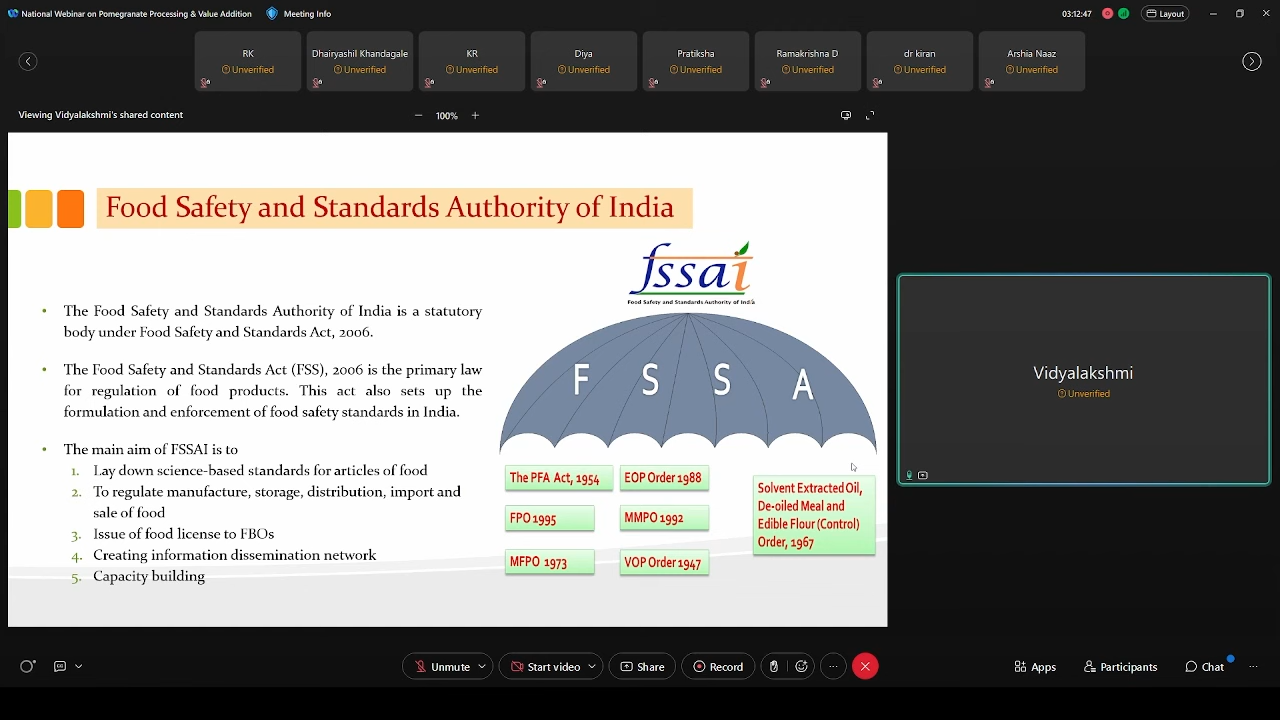 National Webinar on Pomegranate Processing & Value Addition
Meeting Info
03:12:47
Layout
RK
Unverified
Dhairyashil Khandagale
Unverified
KR
Unverified
Diya
Unverified
Pratiksha
Unverified
Ramakrishna D
Unverified
dr kiran
Unverified
Arshia Naaz
Unverified
Viewing Vidyalakshmi's shared content
100%
Food Safety and Standards Authority of India
fssai
Food Safety and Standards Authority of India
• The Food Safety and Standards Authority of India is a statutory
body under Food Safety and Standards Act, 2006.
• The Food Safety and Standards Act (FSS), 2006 is the primary law
for regulation of food products. This act also sets up the
formulation and enforcement of food safety standards in India.
• The main aim of FSSAI is to
1. Lay down science-based standards for articles of food
2. To regulate manufacture, storage, distribution, import and
sale of food
3. Issue of food license to FBOs
4. Creating information dissemination network
5. Capacity building
F S S A
The PFA Act, 1954
EOP Order 1988
FPO 1995
MMPO 1992
MFPO 1973
VOP Order 1947
Solvent Extracted Oil,
De-oiled Meal and
Edible Flour (Control)
Order, 1967
Vidyalakshmi
Unverified
Unmute
Start video
Share
Record
Apps
Participants
Chat